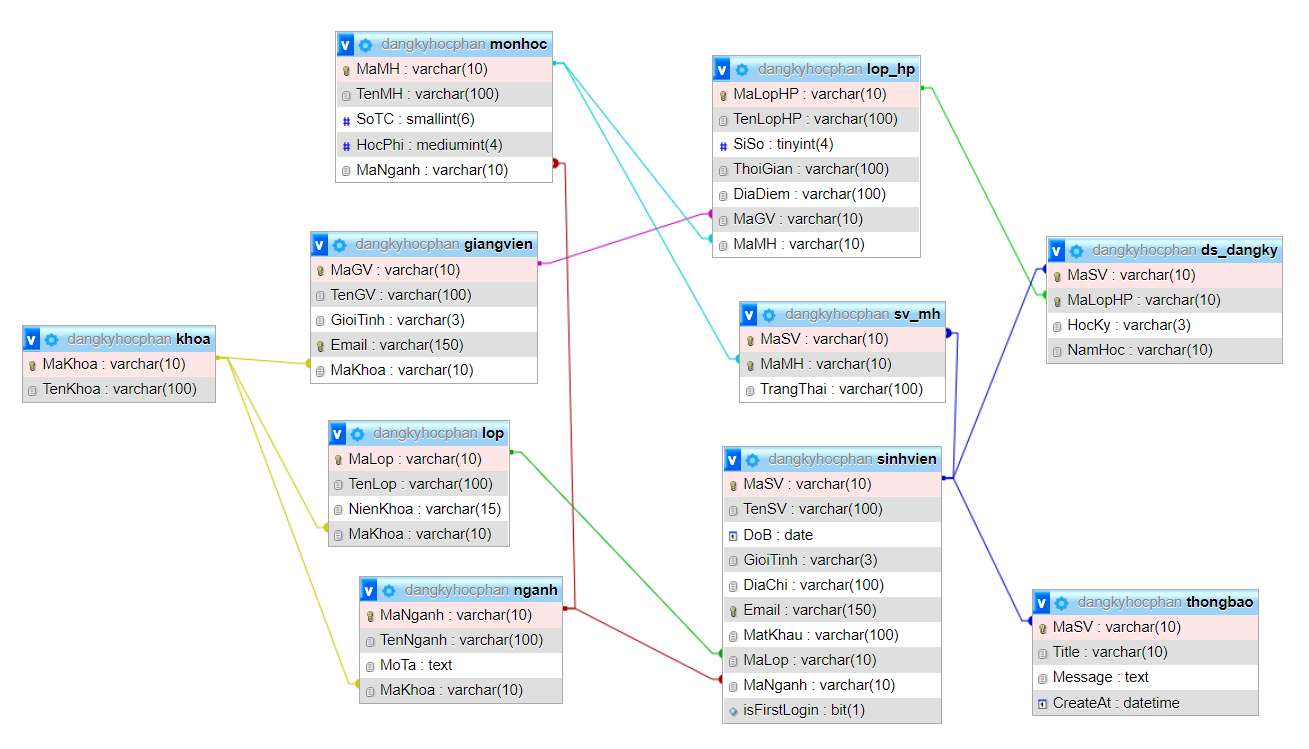 dangkyhocphan monhoc
MaMH : varchar(10)
TenMH : varchar(100)
SoTC : smallint(6)
HocPhi : mediumint(4)
MaNganh : varchar(10)
dangkyhocphan lop_hp
MaLopHP : varchar(10)
TenLopHP : varchar(100)
SiSo : tinyint(4)
ThoiGian : varchar(100)
DiaDiem : varchar(100)
MaGV : varchar(10)
MaMH : varchar(10)
dangkyhocphan giangvien
MaGV : varchar(10)
TenGV : varchar(100)
GioiTinh : varchar(3)
Email : varchar(150)
MaKhoa : varchar(10)
dangkyhocphan ds_dangky
MaSV : varchar(10)
MaLopHP : varchar(10)
HocKy : varchar(3)
NamHoc : varchar(10)
dangkyhocphan khoa
MaKhoa : varchar(10)
TenKhoa : varchar(100)
dangkyhocphan sv_mh
MaSV : varchar(10)
MaMH : varchar(10)
TrangThai : varchar(100)
dangkyhocphan lop
MaLop : varchar(10)
TenLop : varchar(100)
NienKhoa : varchar(15)
MaKhoa : varchar(10)
dangkyhocphan sinhvien
MaSV : varchar(10)
TenSV : varchar(100)
DoB : date
GioiTinh : varchar(3)
DiaChi : varchar(100)
Email : varchar(150)
MatKhau : varchar(100)
MaLop : varchar(10)
MaNganh : varchar(10)
isFirstLogin : bit(1)
dangkyhocphan nganh
MaNganh : varchar(10)
TenNganh : varchar(100)
MoTa : text
MaKhoa : varchar(10)
dangkyhocphan thongbao
MaSV : varchar(10)
Title : varchar(10)
Message : text
CreateAt : datetime